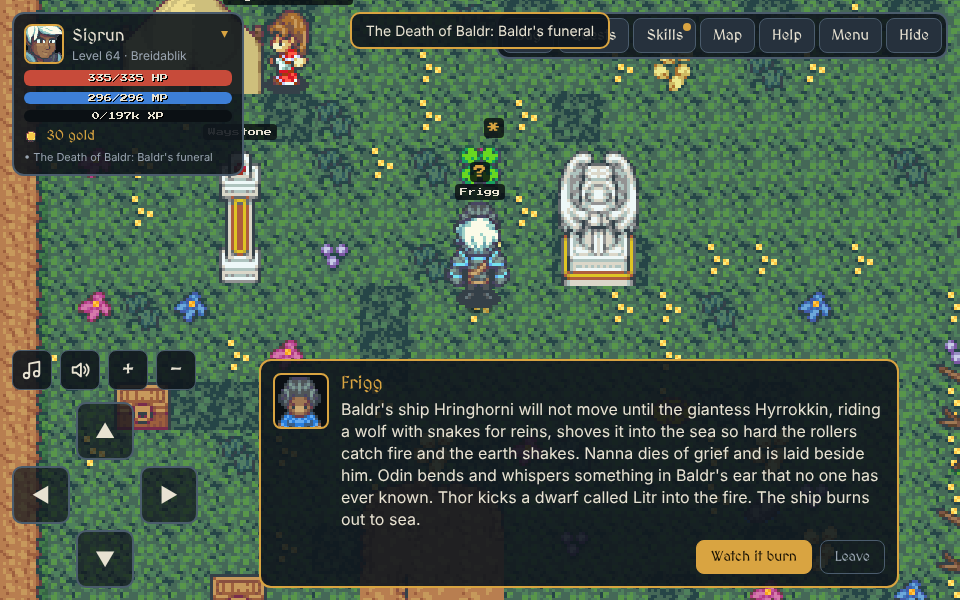 Sigrun
Level 64 · Breidablik
335/335 HP
296/296 MP
0/197k XP
30 gold
• The Death of Baldr: Baldr's funeral
The Death of Baldr: Baldr's funeral
Skills
Map
Help
Menu
Hide
Waystone
?
Frigg
Frigg
Baldr's ship Hringhorni will not move until the giantess Hyrrokkin, riding
a wolf with snakes for reins, shoves it into the sea so hard the rollers
catch fire and the earth shakes. Nanna dies of grief and is laid beside
him. Odin bends and whispers something in Baldr's ear that no one has
ever known. Thor kicks a dwarf called Litr into the fire. The ship burns
out to sea.
Watch it burn
Leave